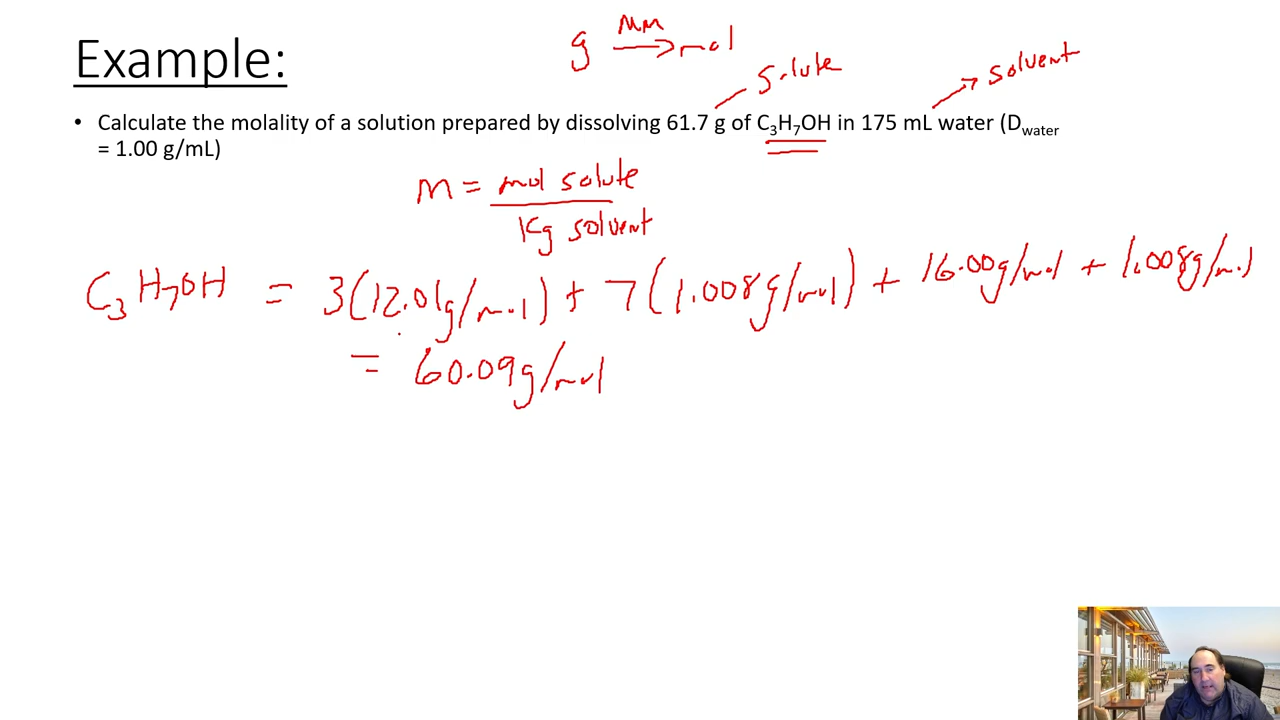 Example:
g MM→ mol
solute
solvent
• Calculate the molality of a solution prepared by dissolving 61.7 g of C₃H₇OH in 175 mL water (D_water
= 1.00 g/mL)
m = mol solute
Kg solvent
C₃H₇OH = 3(12.01g/mol) + 7(1.008g/mol) + 16.00g/mol + 1.008g/mol
= 60.09g/mol